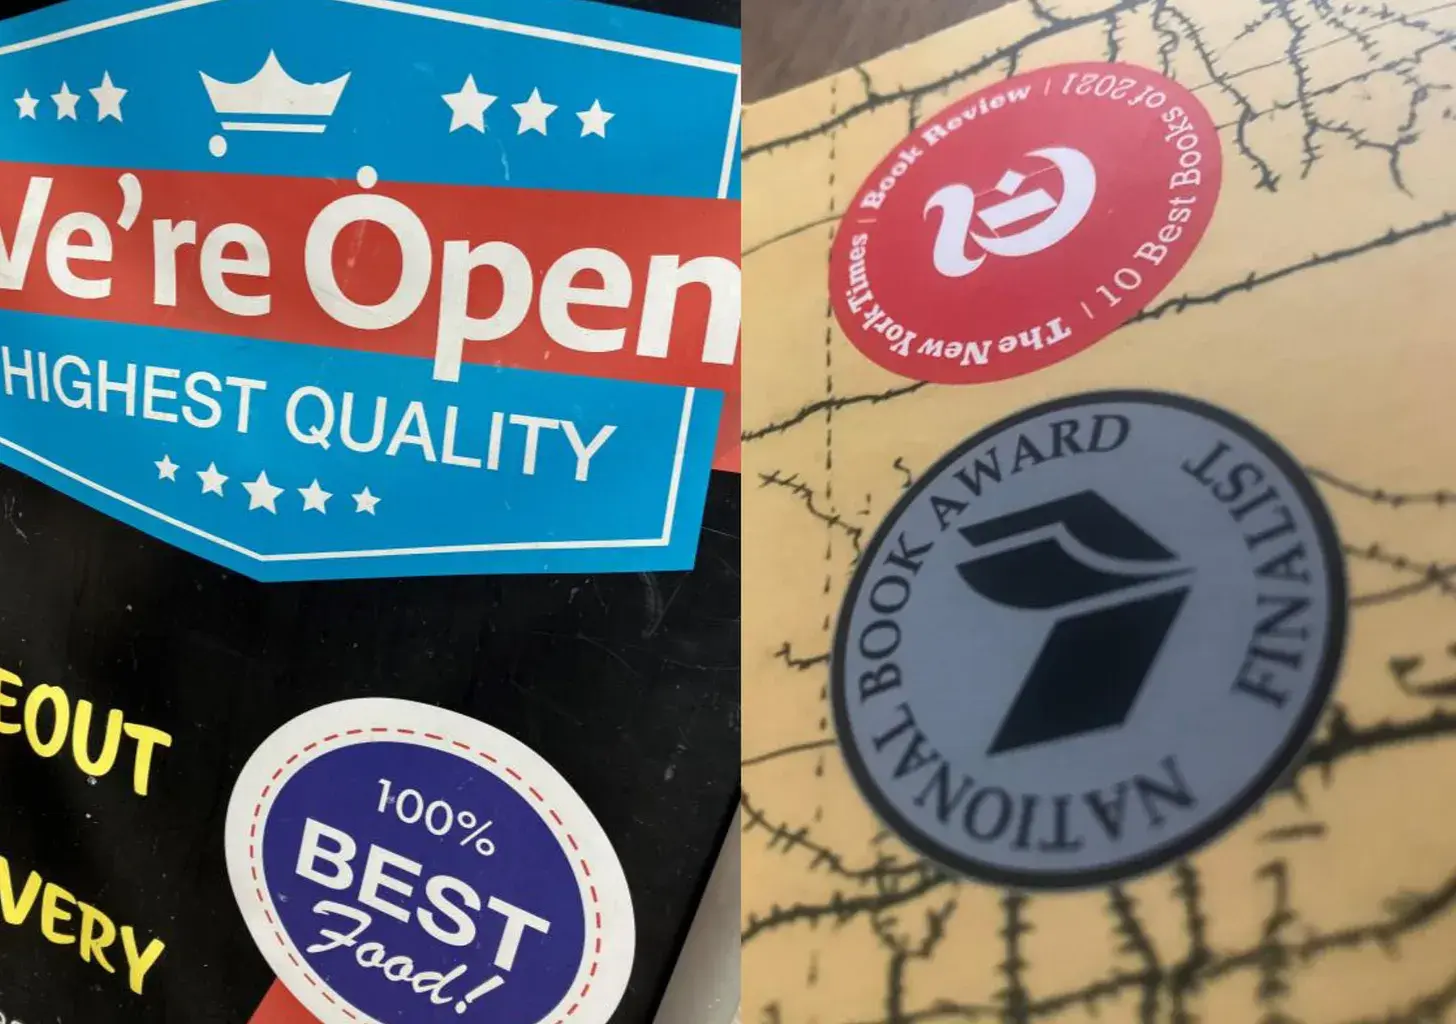 We're Open
HIGHEST QUALITY
EOUT
VERY
100%
BEST
Food!
The New York Times | Book Review | 10 Best Books of 2021
NATIONAL BOOK AWARD
FINALIST